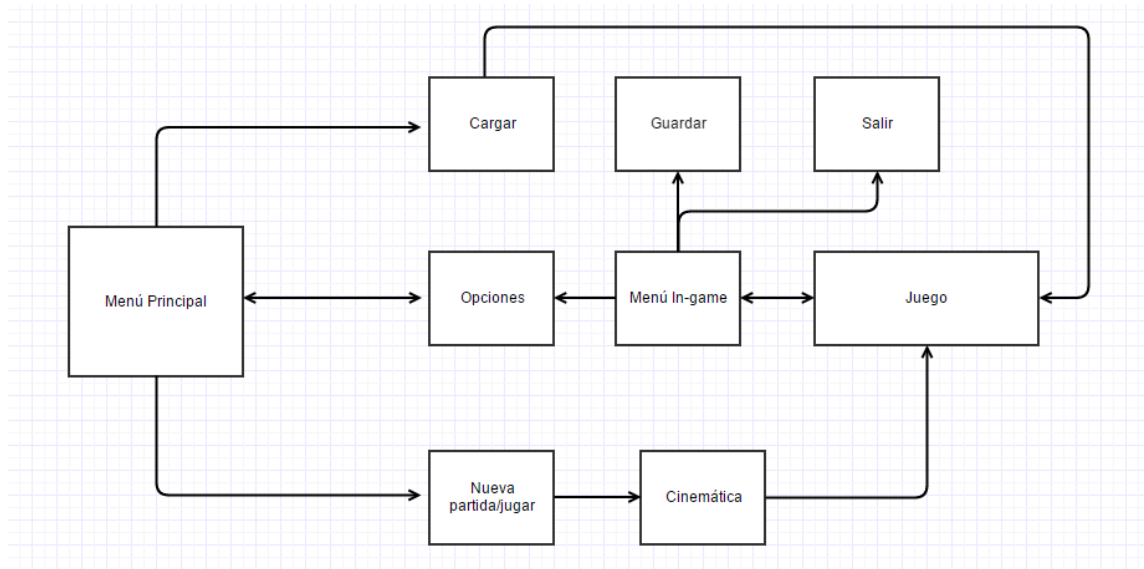 Cargar
Guardar
Salir
Menú Principal
Opciones
Menú In-game
Juego
Nueva
partida/jugar
Cinemática